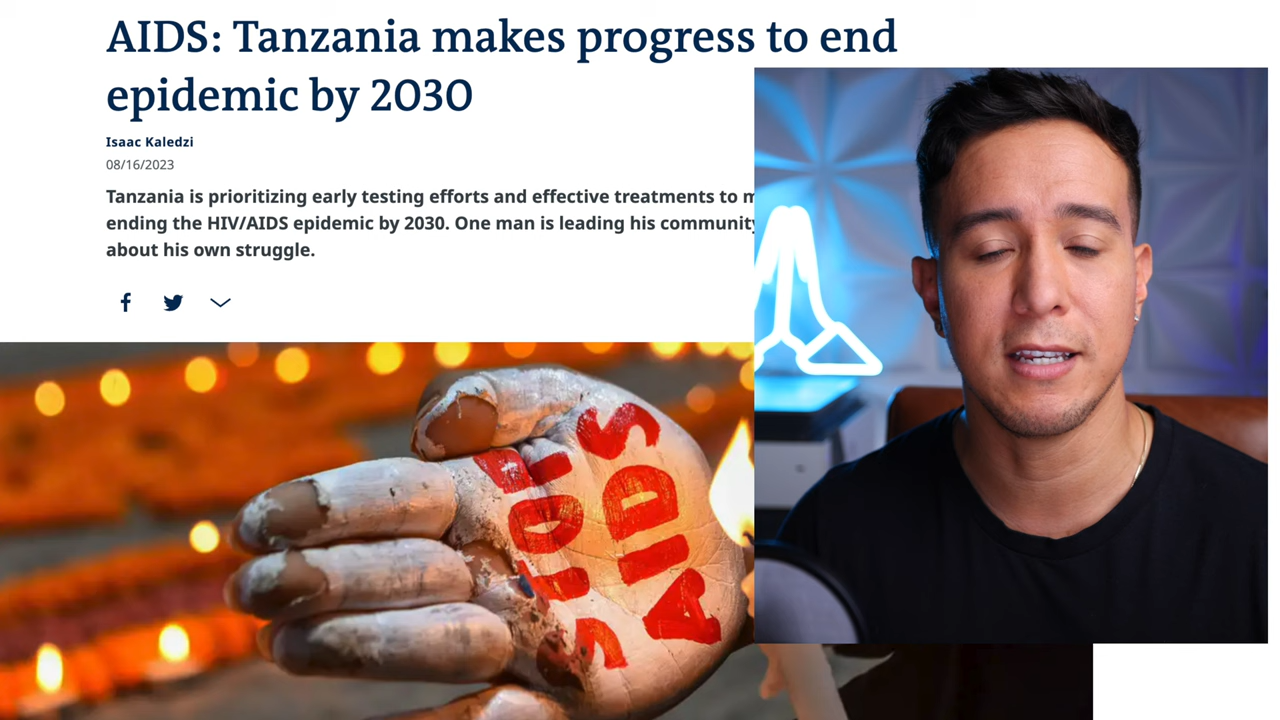 AIDS: Tanzania makes progress to end
epidemic by 2030
Isaac Kaledzi
08/16/2023
Tanzania is prioritizing early testing efforts and effective treatments to
ending the HIV/AIDS epidemic by 2030. One man is leading his community
about his own struggle.
STOP
AIDS